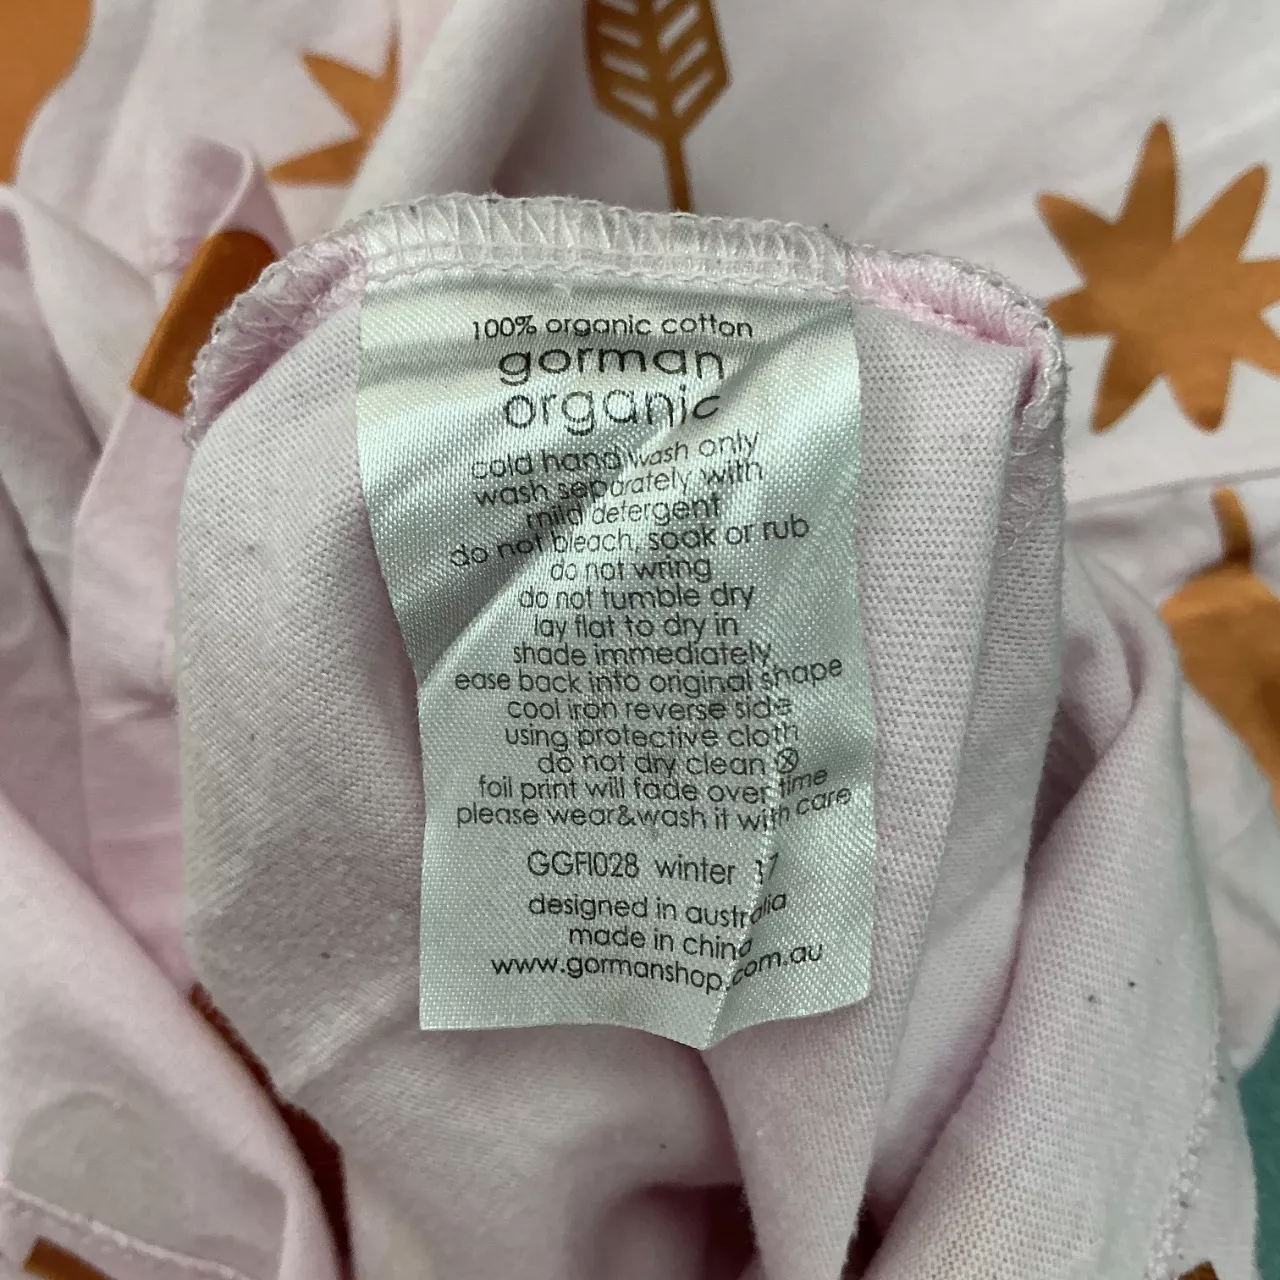 100% organic cotton
gorman
organic
cold hand wash only
wash separately with
mild detergent
do not bleach, soak or rub
do not wring
do not tumble dry
lay flat to dry in
shade immediately
ease back into original shape
cool iron reverse side
using protective cloth
do not dry clean
foil print will fade over time
please wear&wash it with care
GGFI028 winter 17
designed in australia
made in china
www.gormanshop.com.au